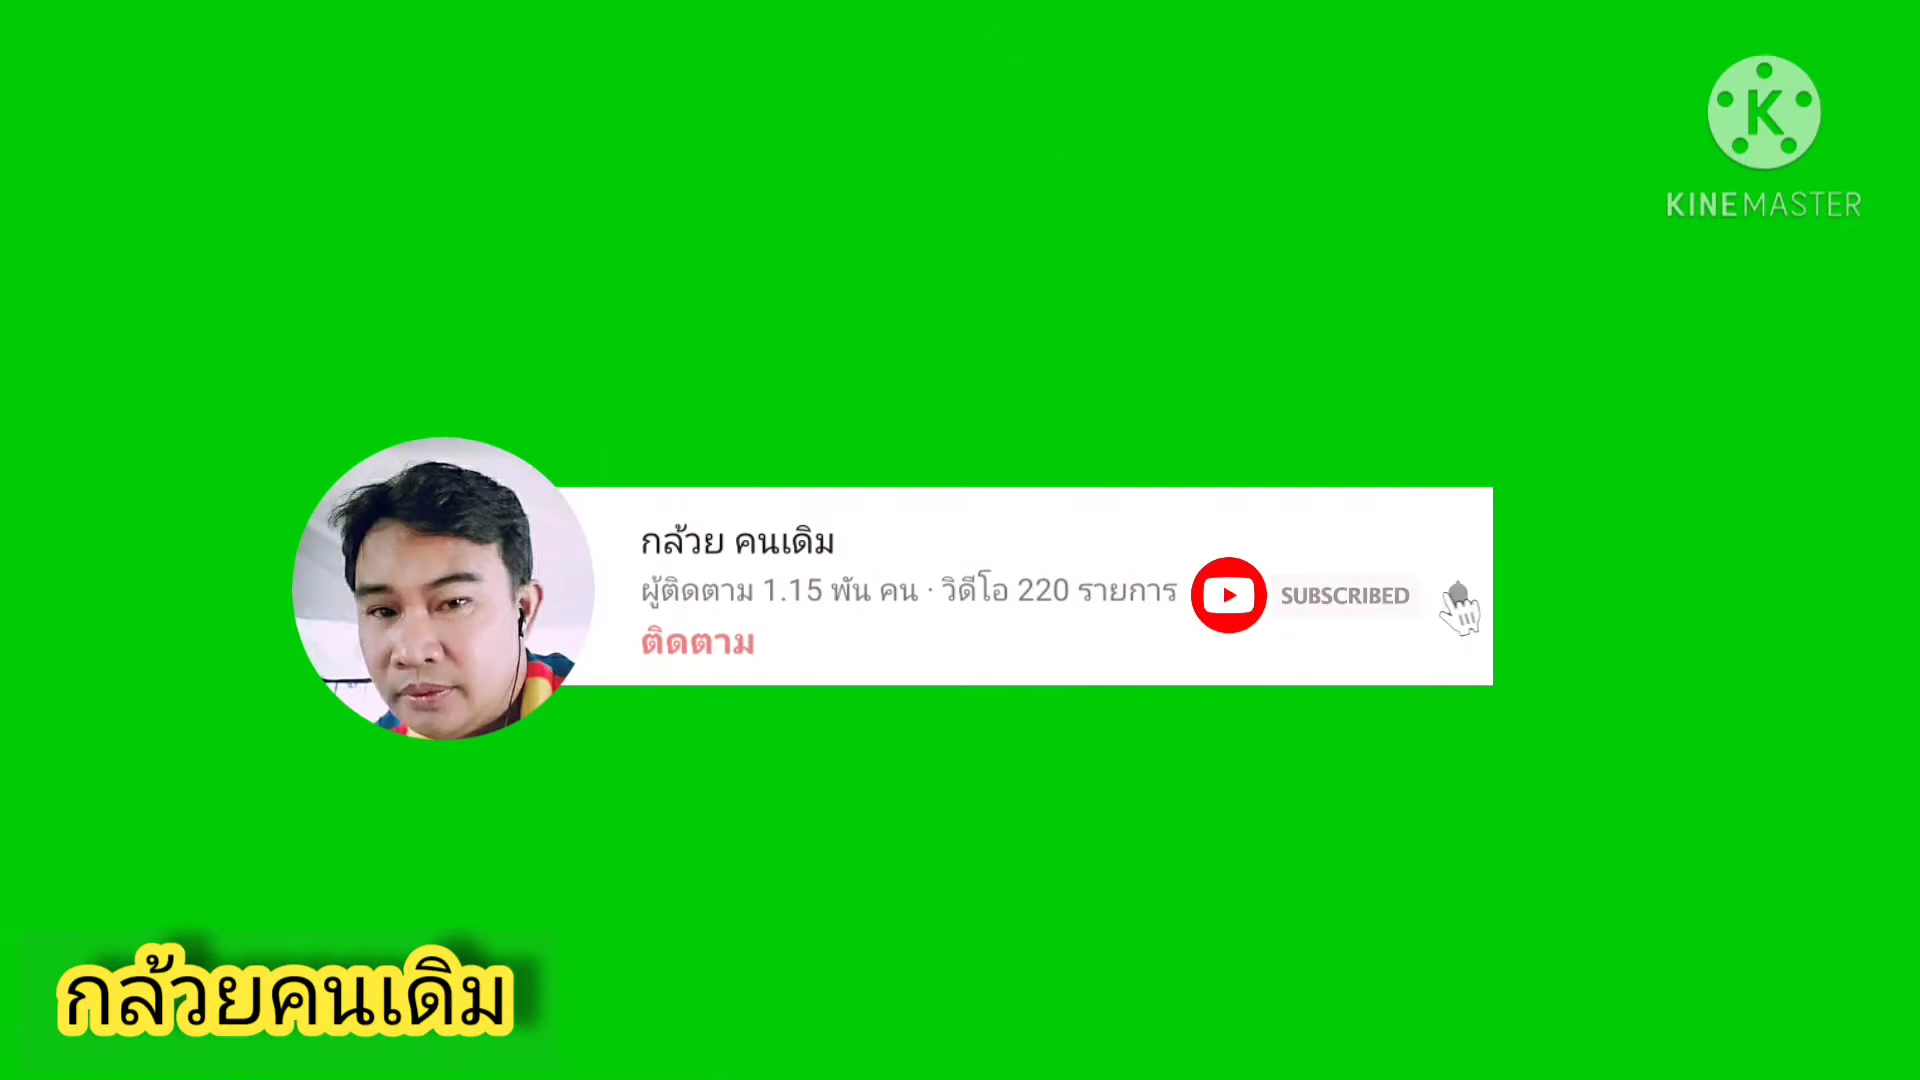 K
KINEMASTER
กล้วย คนเดิม
ผู้ติดตาม 1.15 พัน คน · วิดีโอ 220 รายการ
SUBSCRIBED
ติดตาม
กล้วยคนเดิม